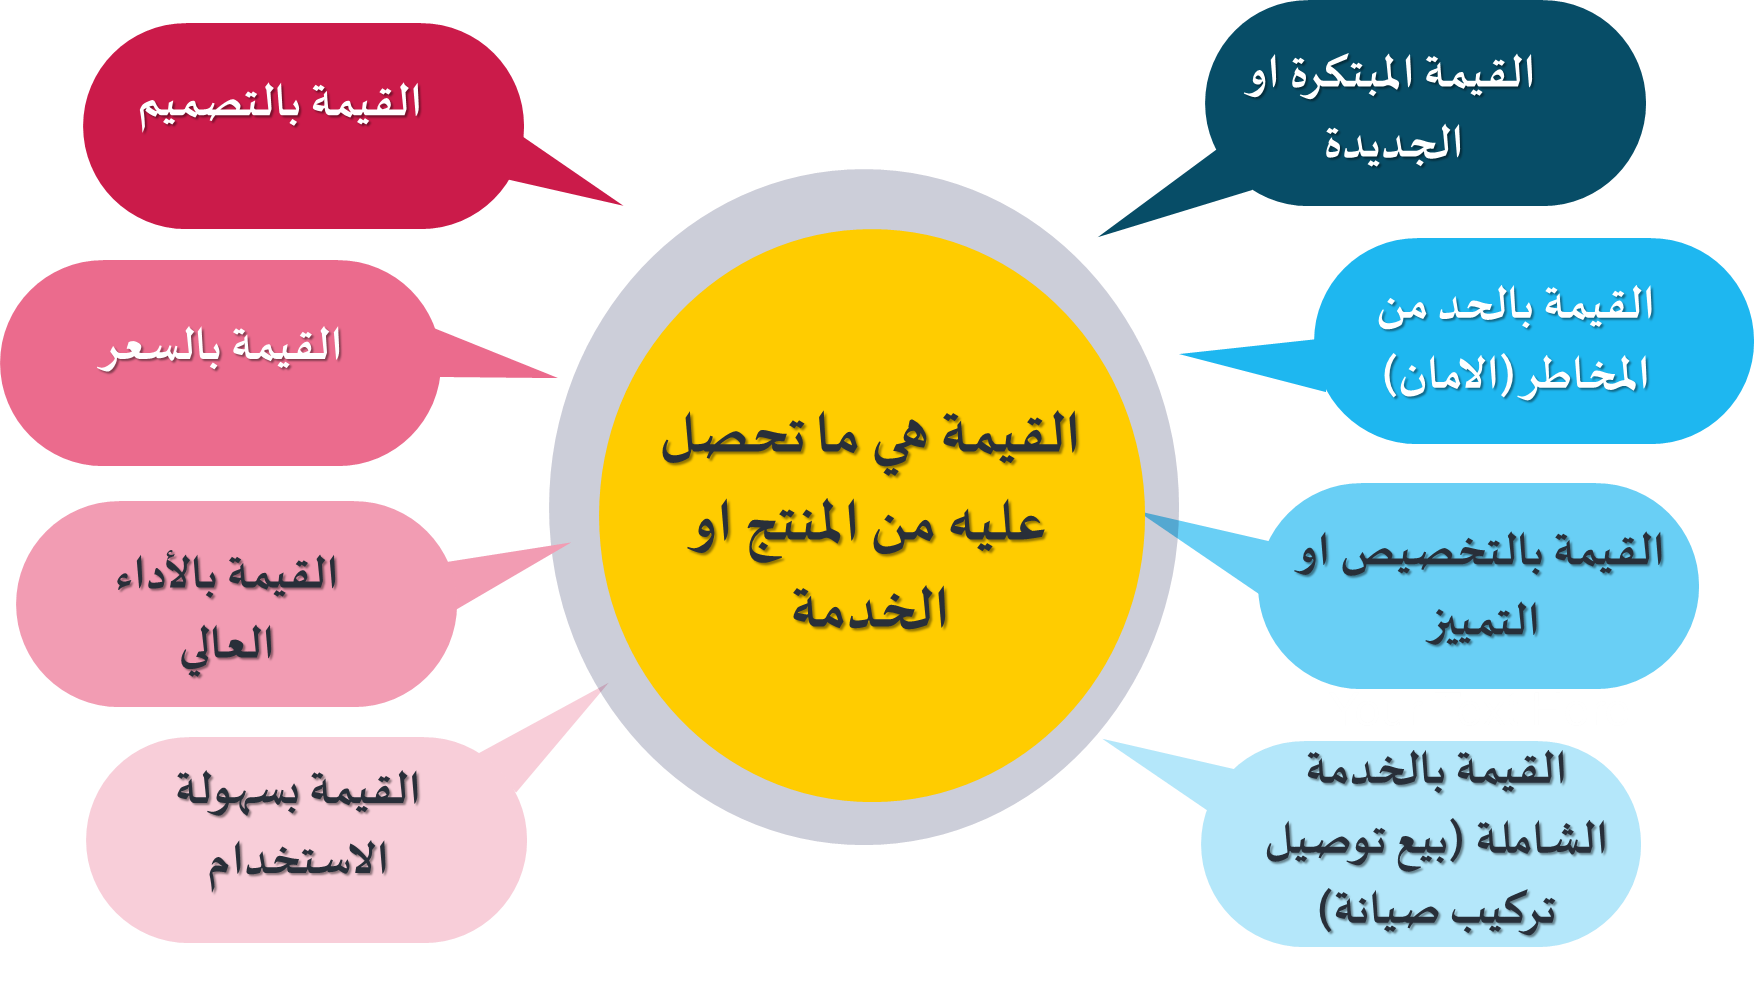 القيمة المبتكرة او
الجديدة
القيمة بالحد من
المخاطر (الامان)
القيمة بالتخصيص او
التمييز
القيمة بالخدمة
الشاملة (بيع توصيل
تركيب صيانة)
القيمة هي ما تحصل
عليه من المنتج او
الخدمة
القيمة بالتصميم
القيمة بالسعر
القيمة بالأداء
العالي
القيمة بسهولة
الاستخدام